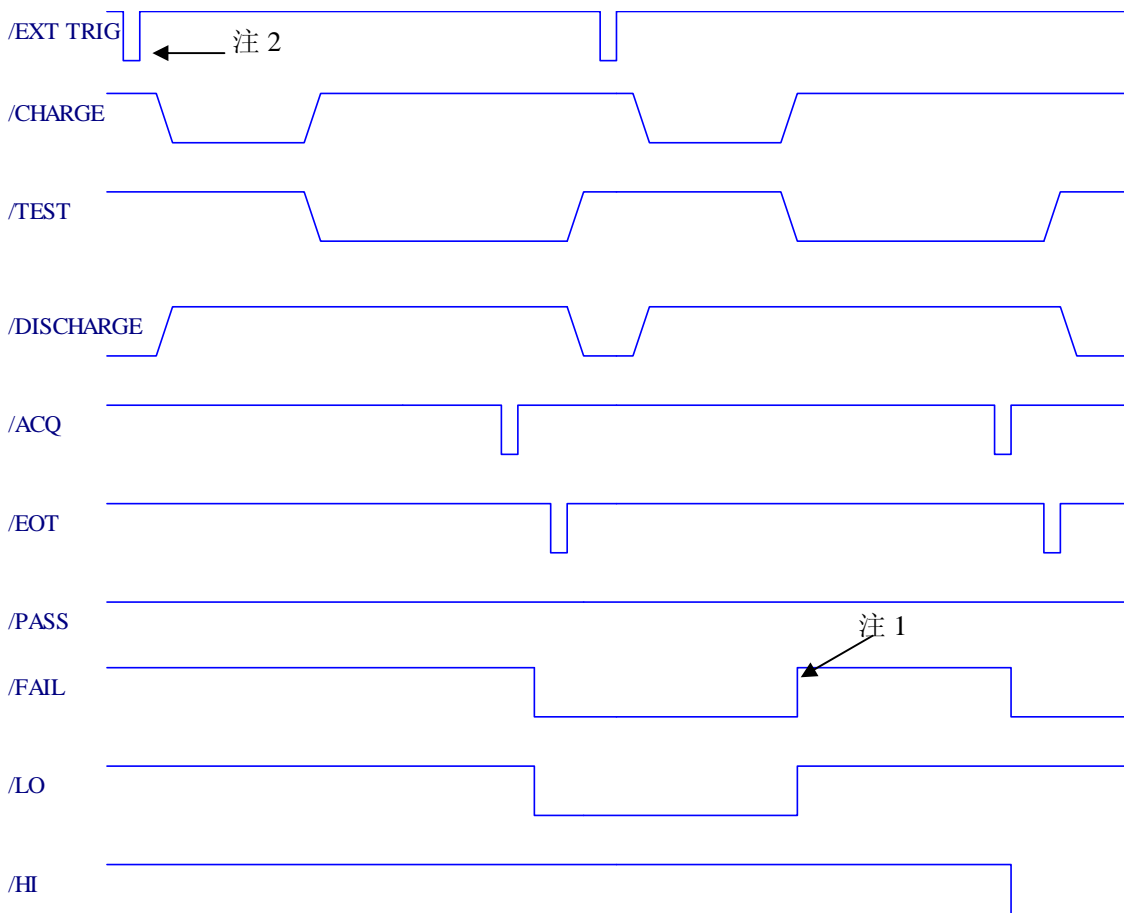 /EXT TRIG
注 2
/CHARGE
/TEST
/DISCHARGE
/ACQ
/EOT
/PASS
注 1
/FAIL
/LO
/HI